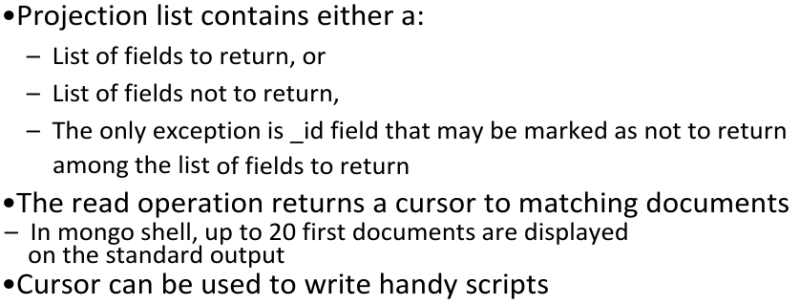 •Projection list contains either a:
– List of fields to return, or
– List of fields not to return,
– The only exception is _id field that may be marked as not to return
among the list of fields to return
•The read operation returns a cursor to matching documents
– In mongo shell, up to 20 first documents are displayed
on the standard output
•Cursor can be used to write handy scripts